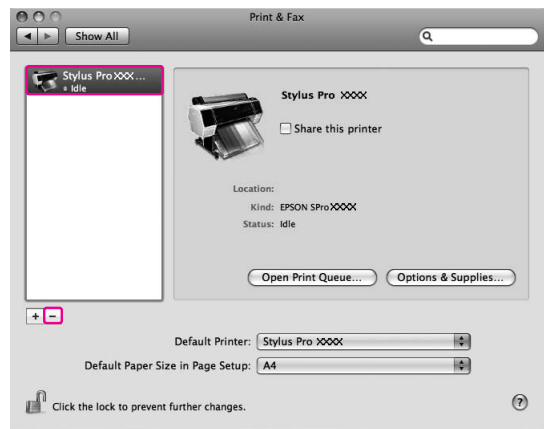 Print & Fax
Show All
Stylus Pro XXX ...
Idle
Stylus Pro XXXX
Share this printer
Location:
Kind: EPSON SPro XXXX
Status: Idle
Open Print Queue...
Options & Supplies...
+ −
Default Printer: Stylus Pro XXXX
Default Paper Size in Page Setup: A4
Click the lock to prevent further changes.
?